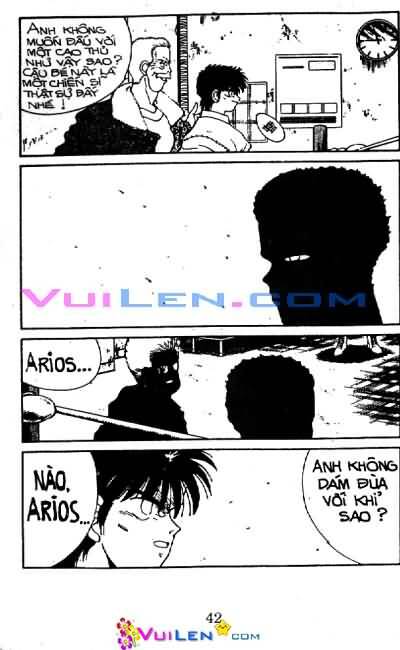 ANH KHÔNG
MUỐN ĐẤU VỚI
MỘT CAO THỦ
NHƯ VẬY SAO?
CẬU BÉ NÀY LÀ
MỘT CHIẾN SĨ
THẬT SỰ ĐẤY
NHÉ!
VUILEN.COM
ARIOS...
NÀO,
ARIOS...
ANH KHÔNG
DÁM ĐÙA
VỚI KHỈ
SAO?
42
VUILEN.COM